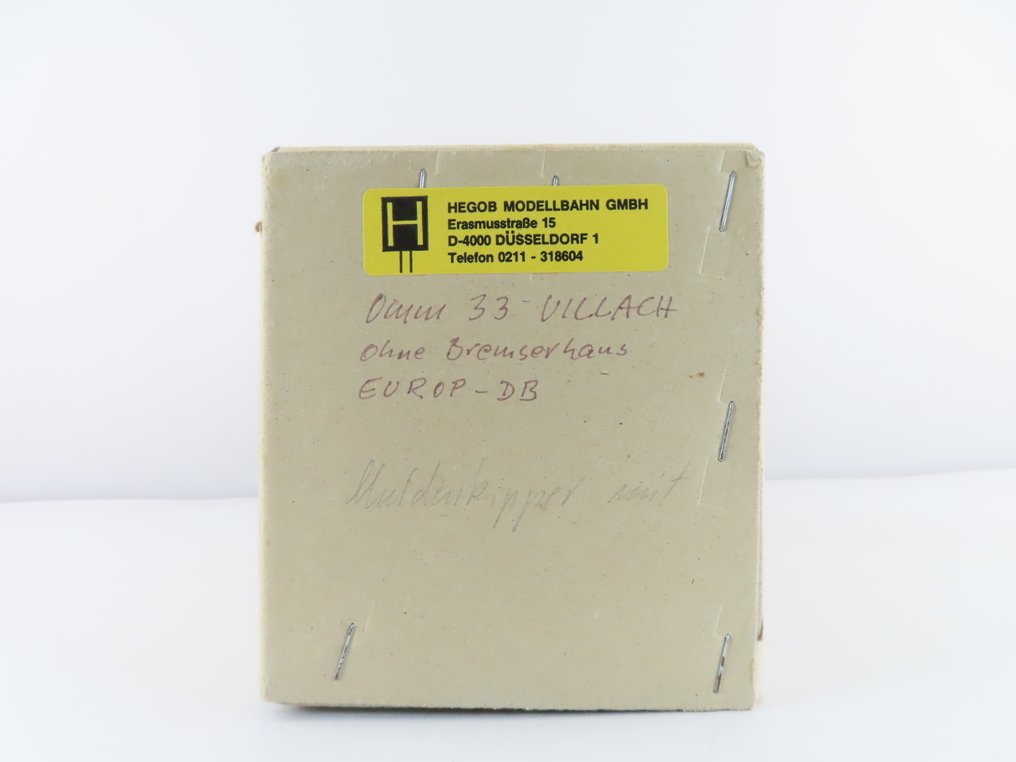 H
HEGOB MODELLBAHN GMBH
Erasmusstraße 15
D-4000 DÜSSELDORF 1
Telefon 0211 - 318604
Omm 33 VILLACH
ohne Bremserhaus
EUROP-DB
Muldenkipper mit